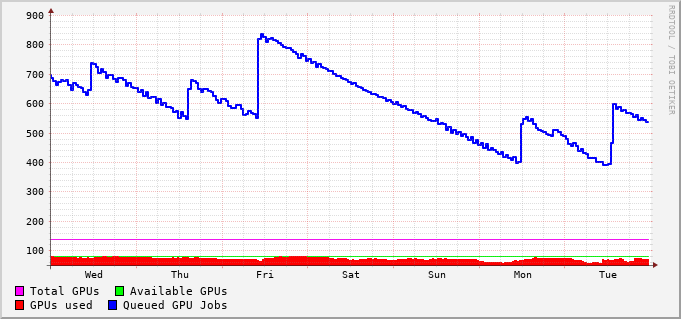 900
800
700
600
500
400
300
200
100
Wed Thu Fri Sat Sun Mon Tue
Total GPUs Available GPUs
GPUs used Queued GPU Jobs
RRDTOOL / TOBI OETIKER